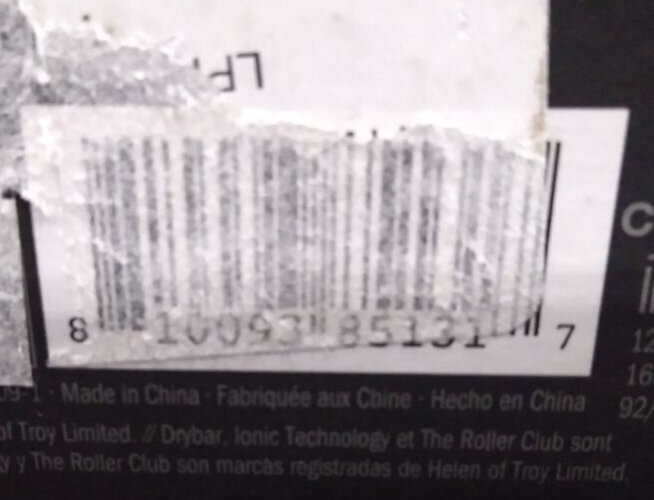 8 10093 85131 7
Made in China · Fabriquée aux Chine · Hecho en China
of Troy Limited. // Drybar, Ionic Technology et The Roller Club sont
y The Roller Club son marcas registradas de Helen of Troy Limited.